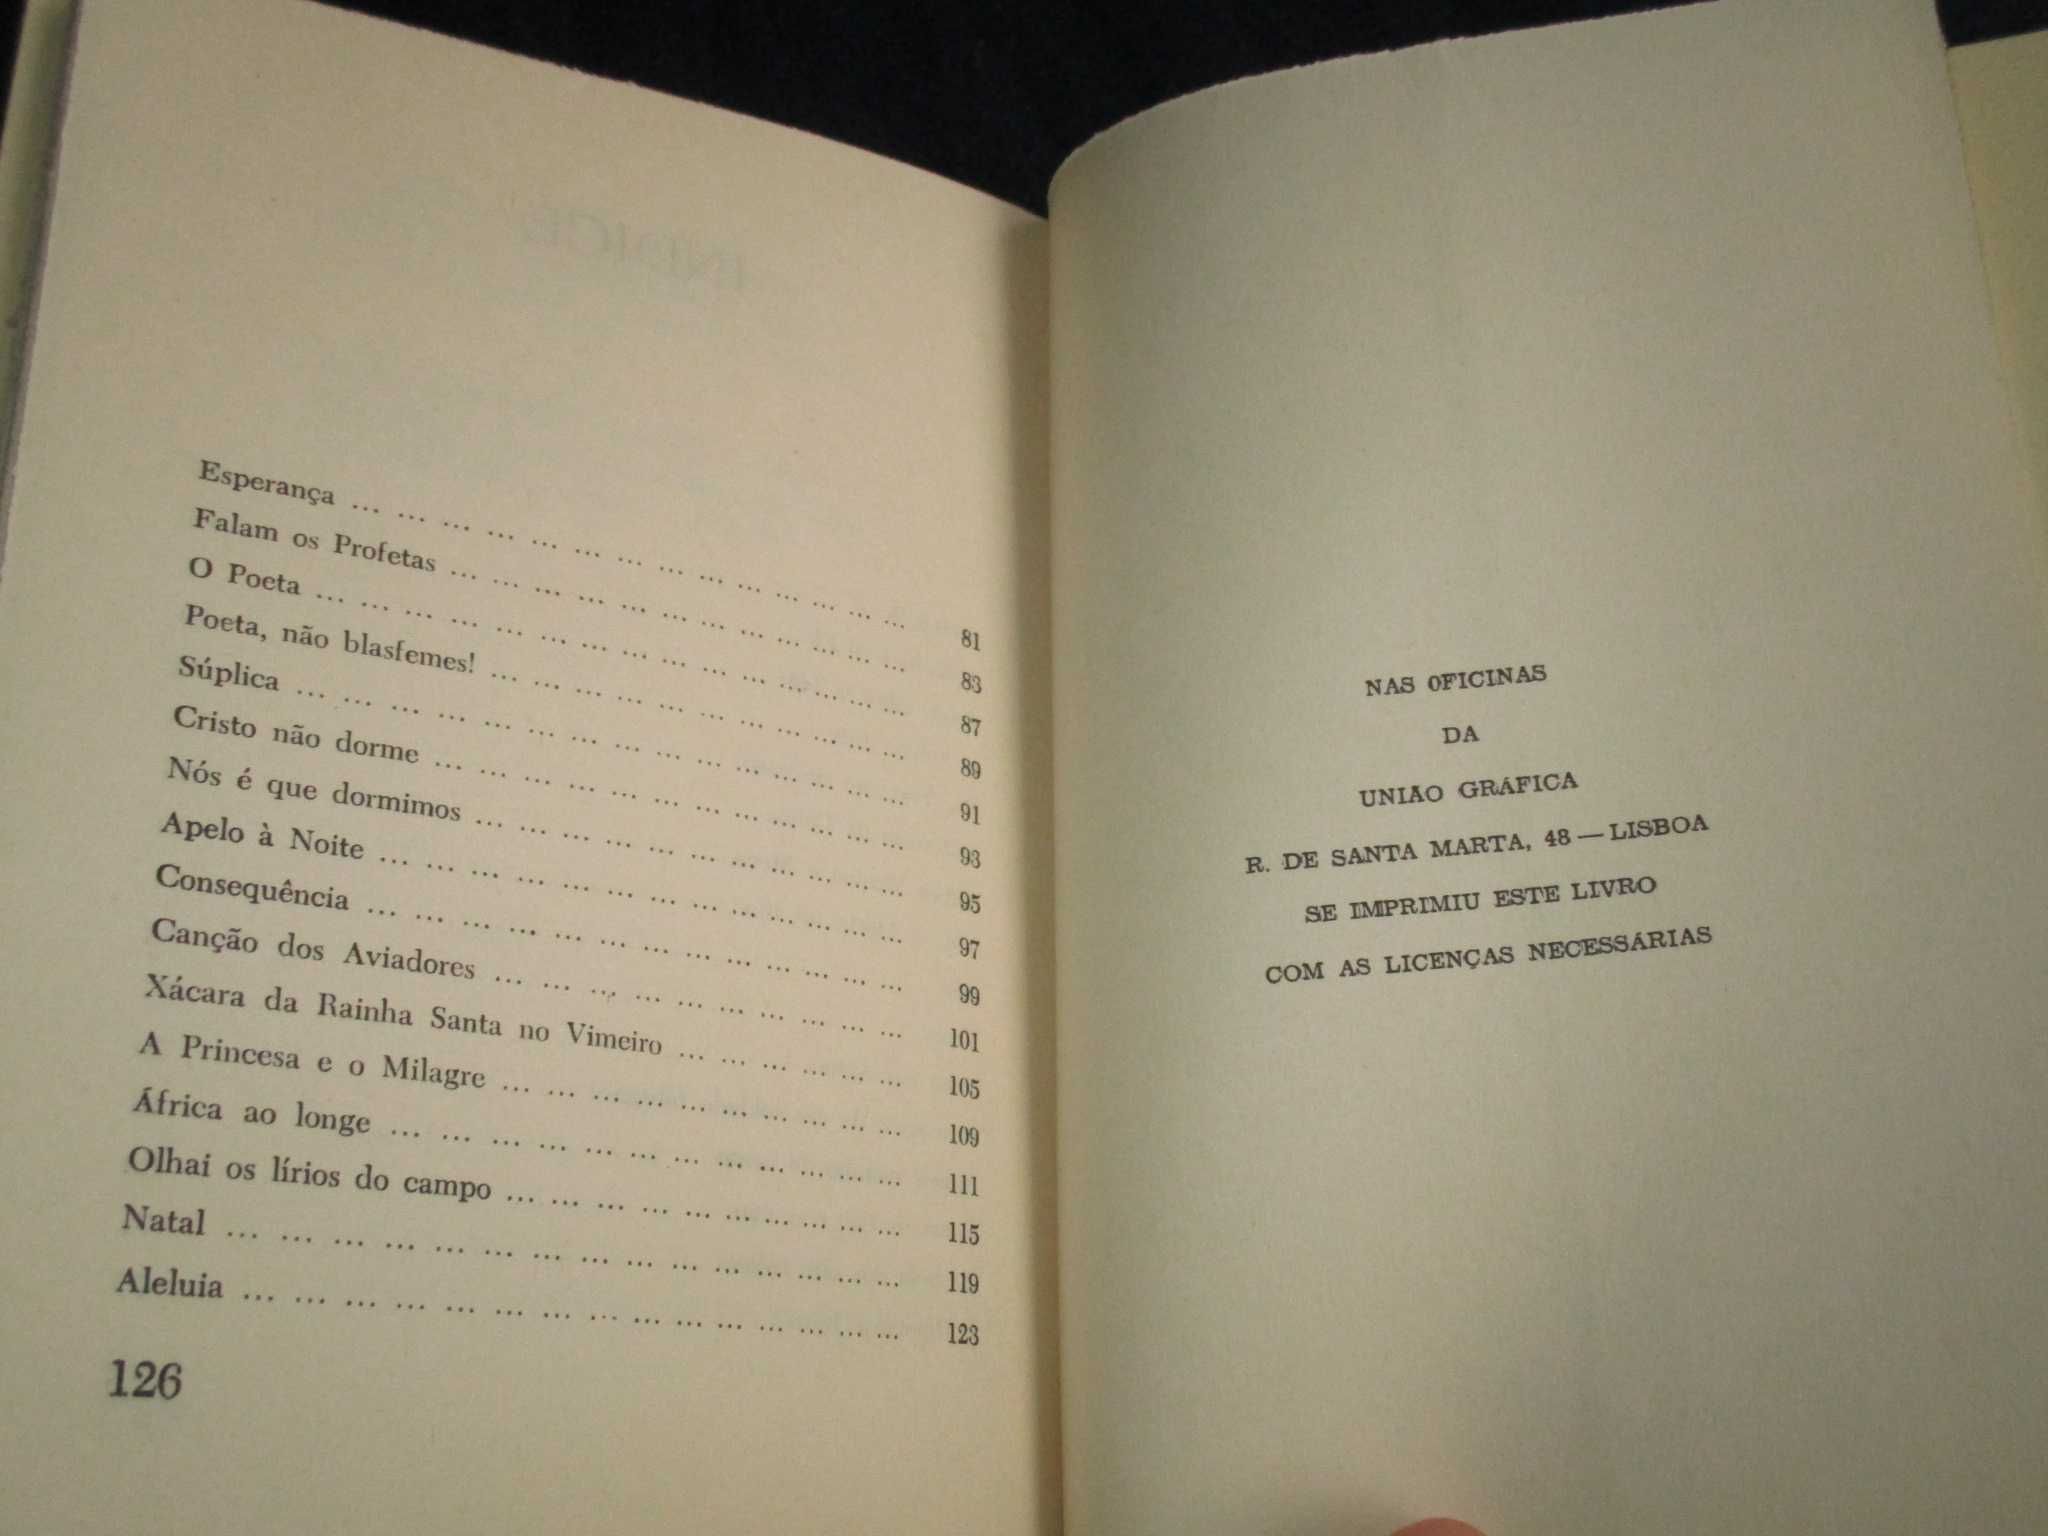 Esperança ... ... ... ... ... ... ... ... ... ... ... ... ... 81
Falam os Profetas ... ... ... ... ... ... ... ... ... ... ... 83
O Poeta ... ... ... ... ... ... ... ... ... ... ... ... ... ... 87
Poeta, não blasfemes! ... ... ... ... ... ... ... ... ... ... 89
Súplica ... ... ... ... ... ... ... ... ... ... ... ... ... ... 91
Cristo não dorme ... ... ... ... ... ... ... ... ... ... ... 93
Nós é que dormimos ... ... ... ... ... ... ... ... ... ... 95
Apelo à Noite ... ... ... ... ... ... ... ... ... ... ... ... 97
Consequência ... ... ... ... ... ... ... ... ... ... ... ... 99
Canção dos Aviadores ... ... ... ... ... ... ... ... ... ... 101
Xácara da Rainha Santa no Vimeiro ... ... ... ... ... ... 105
A Princesa e o Milagre ... ... ... ... ... ... ... ... ... ... 109
África ao longe ... ... ... ... ... ... ... ... ... ... ... ... 111
Olhai os lírios do campo ... ... ... ... ... ... ... ... ... ... 115
Natal ... ... ... ... ... ... ... ... ... ... ... ... ... ... ... 119
Aleluia ... ... ... ... ... ... ... ... ... ... ... ... ... ... ... 123
126
NAS OFICINAS
DA
UNIAO GRÁFICA
R. DE SANTA MARTA, 48 — LISBOA
SE IMPRIMIU ESTE LIVRO
COM AS LICENÇAS NECESSÁRIAS